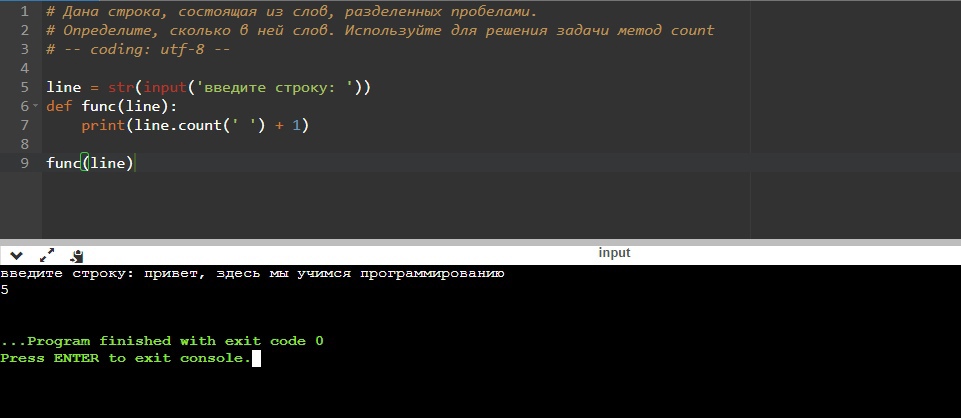 1 # Дана строка, состоящая из слов, разделенных пробелами.
2 # Определите, сколько в ней слов. Используйте для решения задачи метод count
3 # -- coding: utf-8 --
4
5 line = str(input('введите строку: '))
6 def func(line):
7     print(line.count(' ') + 1)
8
9 func(line)
input
введите строку: привет, здесь мы учимся программированию
5
...Program finished with exit code 0
Press ENTER to exit console.